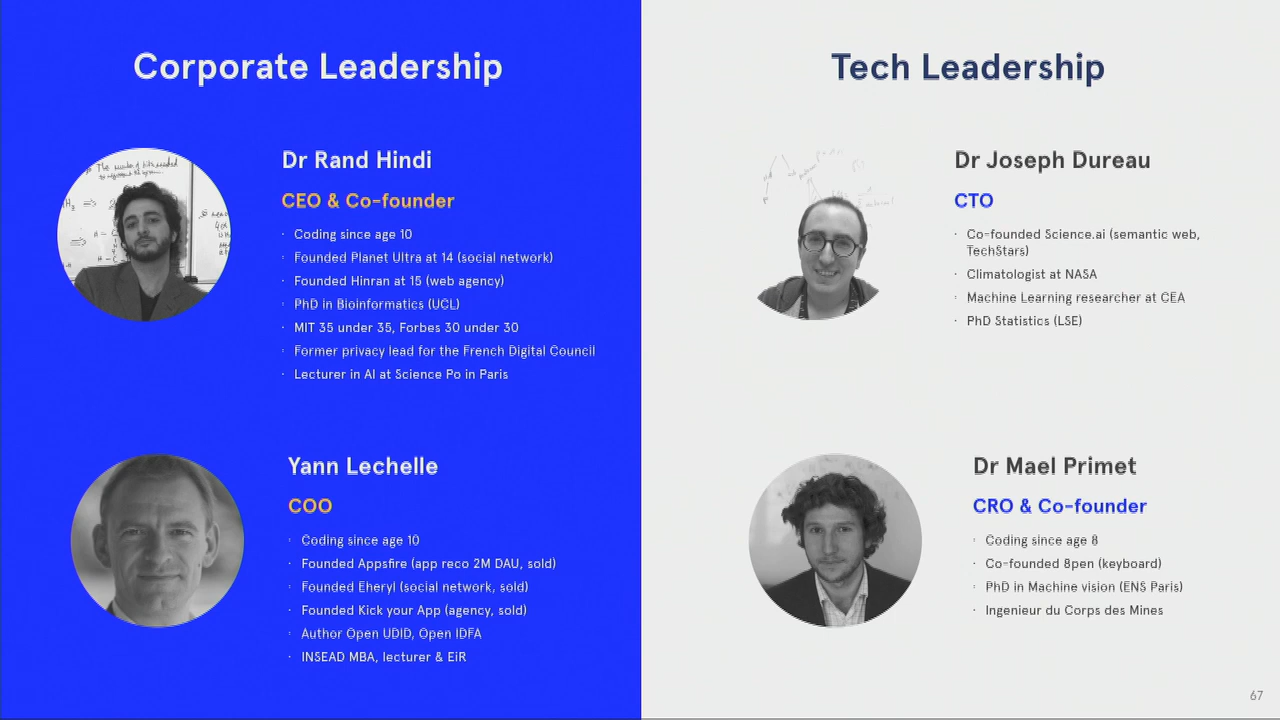 Corporate Leadership
Dr Rand Hindi
CEO & Co-founder
· Coding since age 10
· Founded Planet Ultra at 14 (social network)
· Founded Hinran at 15 (web agency)
· PhD in Bioinformatics (UCL)
· MIT 35 under 35, Forbes 30 under 30
· Former privacy lead for the French Digital Council
· Lecturer in AI at Science Po in Paris
Yann Lechelle
COO
· Coding since age 10
· Founded Appsfire (app reco 2M DAU, sold)
· Founded Eheryl (social network, sold)
· Founded Kick your App (agency, sold)
· Author Open UDID, Open IDFA
· INSEAD MBA, lecturer & EiR
Tech Leadership
Dr Joseph Dureau
CTO
· Co-founded Science.ai (semantic web,
TechStars)
· Climatologist at NASA
· Machine Learning researcher at CEA
· PhD Statistics (LSE)
Dr Mael Primet
CRO & Co-founder
· Coding since age 8
· Co-founded 8pen (keyboard)
· PhD in Machine vision (ENS Paris)
· Ingenieur du Corps des Mines
67